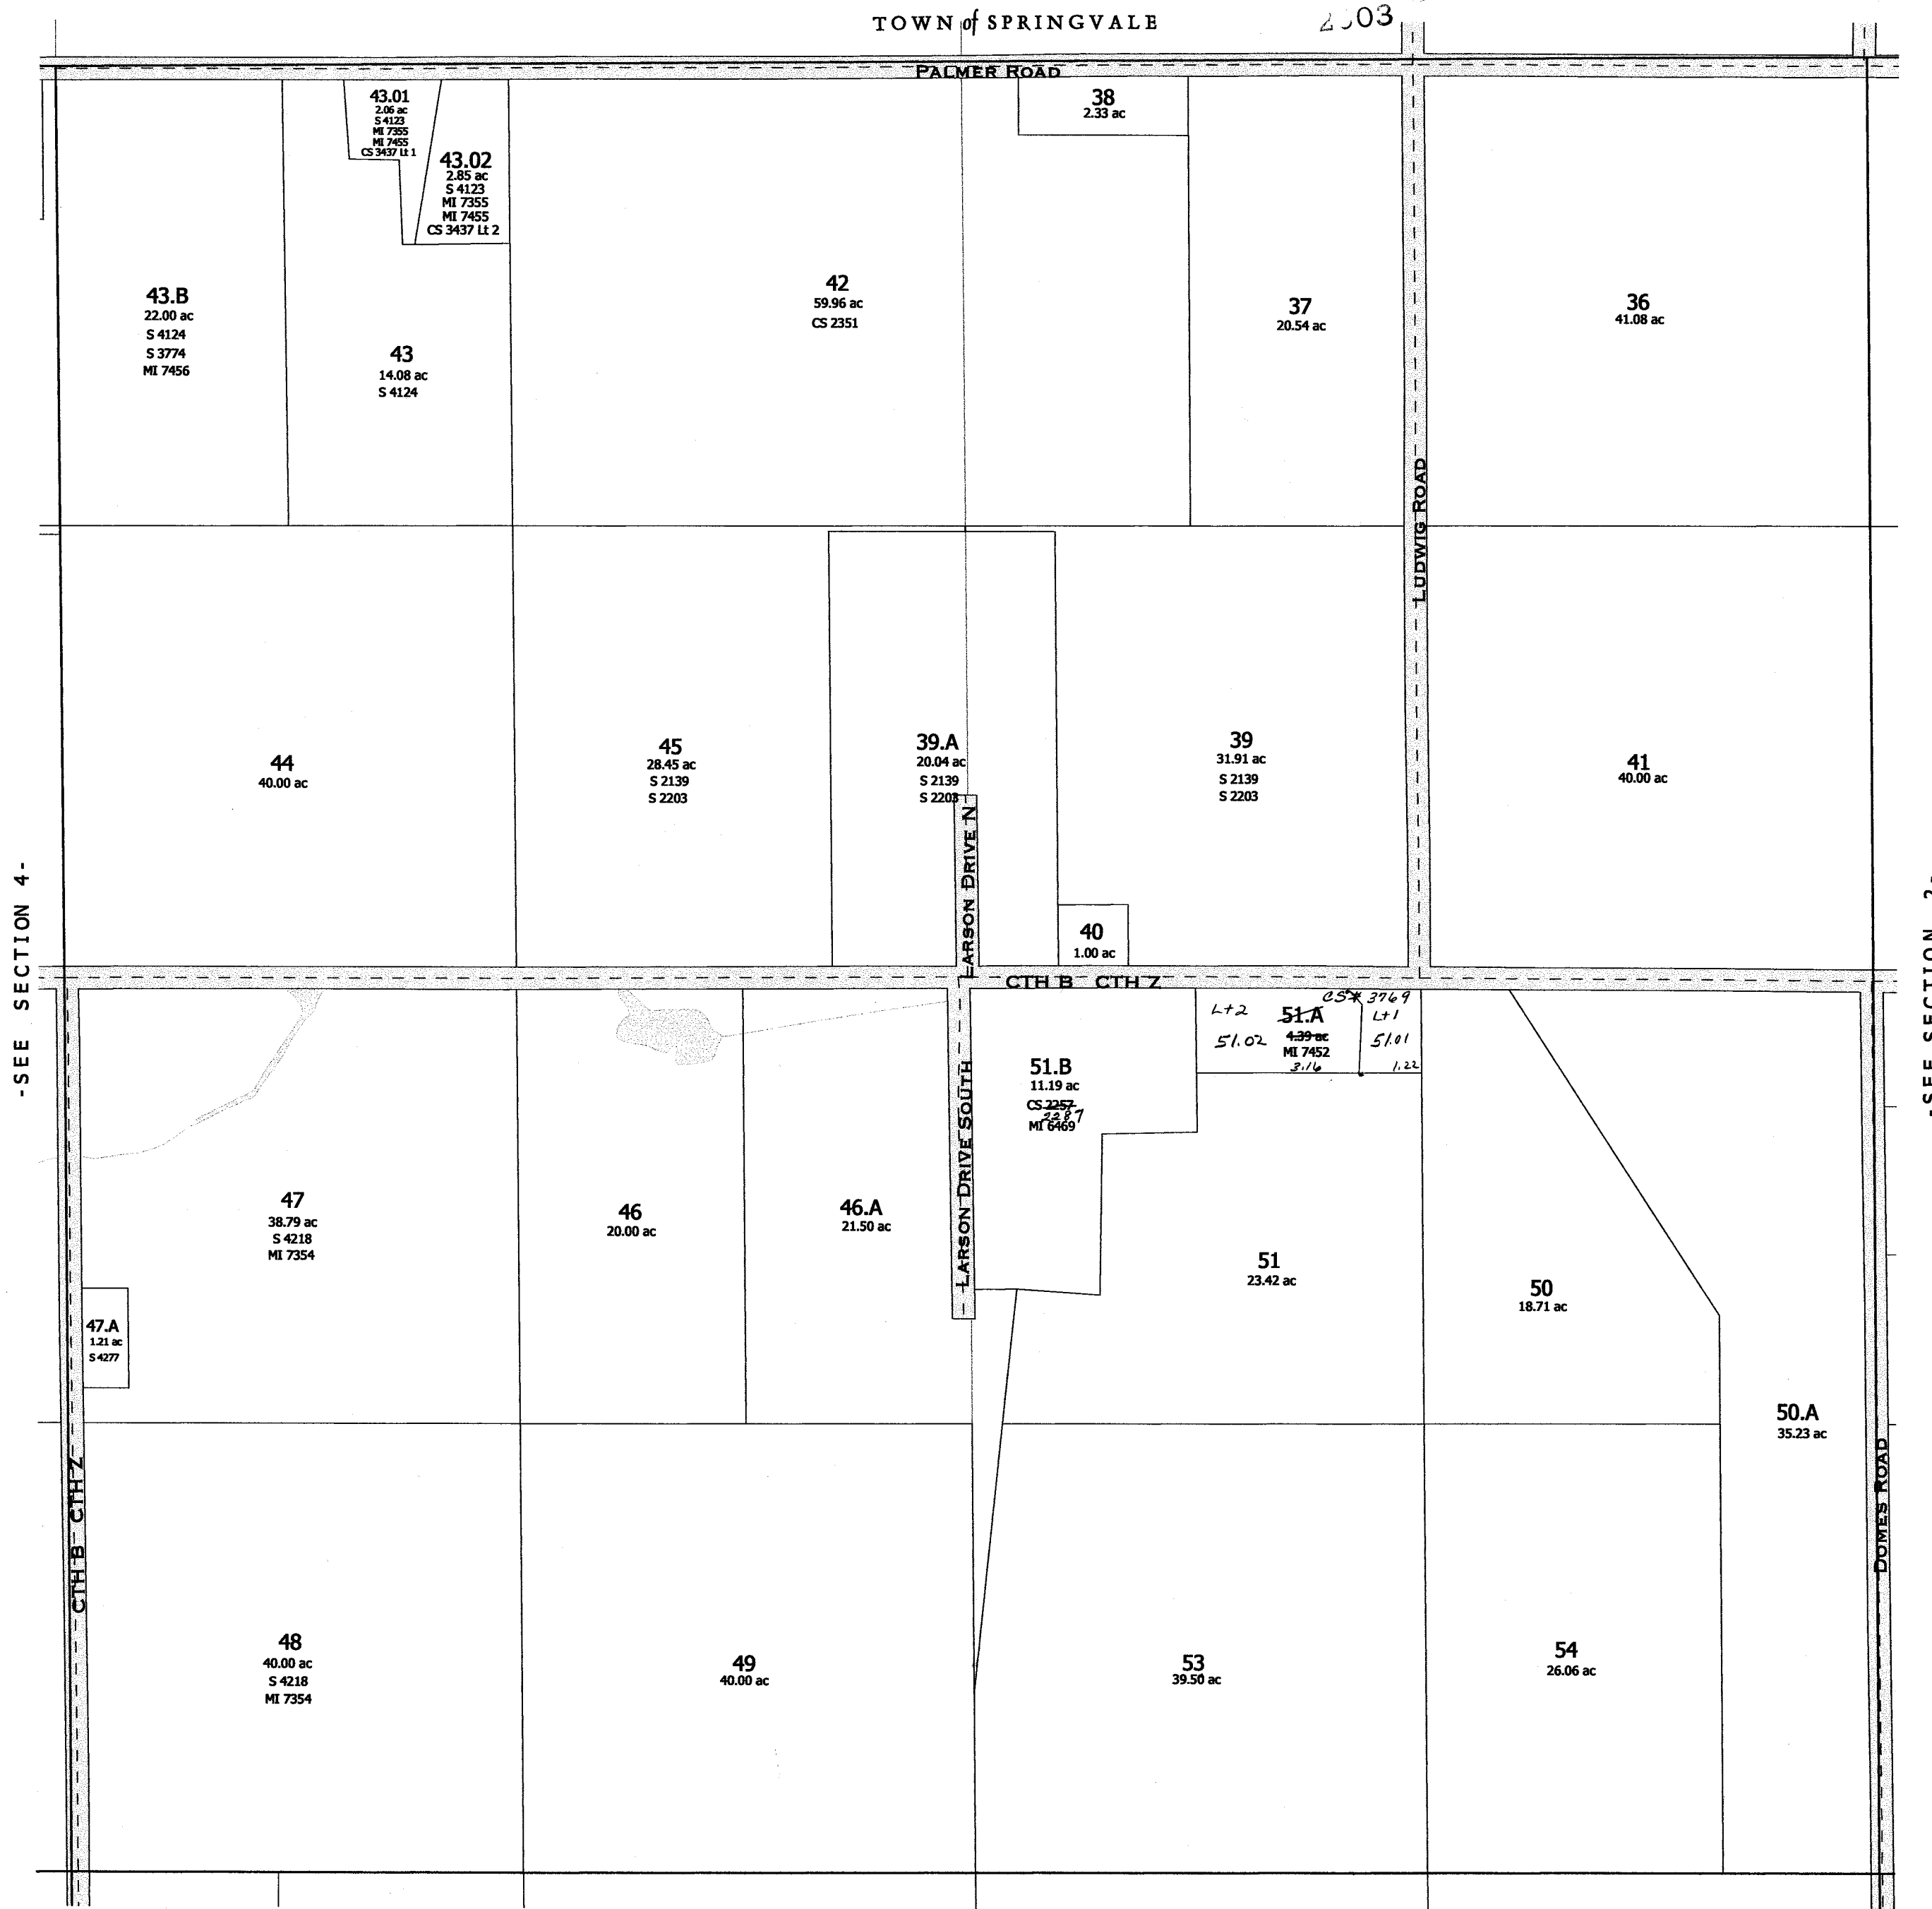 TOWN of SPRINGVALE
PALMER ROAD
43.01
2.06 ac
S 4123
MI 7355
MI 7455
CS 3437 Lt 1
43.02
2.85 ac
S 4123
MI 7355
MI 7455
CS 3437 Lt 2
38
2.33 ac
43.B
22.00 ac
S 4124
S 3774
MI 7456
43
14.08 ac
S 4124
42
59.96 ac
CS 2351
37
20.54 ac
36
41.08 ac
LUDWIG ROAD
44
40.00 ac
45
28.45 ac
S 2139
S 2203
39.A
20.04 ac
S 2139
S 2203
39
31.91 ac
S 2139
S 2203
41
40.00 ac
LARSON DRIVE N
40
1.00 ac
-SEE SECTION 4-
-SEE SECTION 2-
CTH B CTH Z
CS# 3769
Lt 2
51.02
51.A
4.39 ac
MI 7452
3.16
Lt 1
51.01
1.22
51.B
11.19 ac
CS 2257
2287
MI 6469
LARSON DRIVE SOUTH
47
38.79 ac
S 4218
MI 7354
46
20.00 ac
46.A
21.50 ac
51
23.42 ac
50
18.71 ac
47.A
1.21 ac
S 4277
50.A
35.23 ac
CTH B CTH Z
DOMES ROAD
48
40.00 ac
S 4218
MI 7354
49
40.00 ac
53
39.50 ac
54
26.06 ac